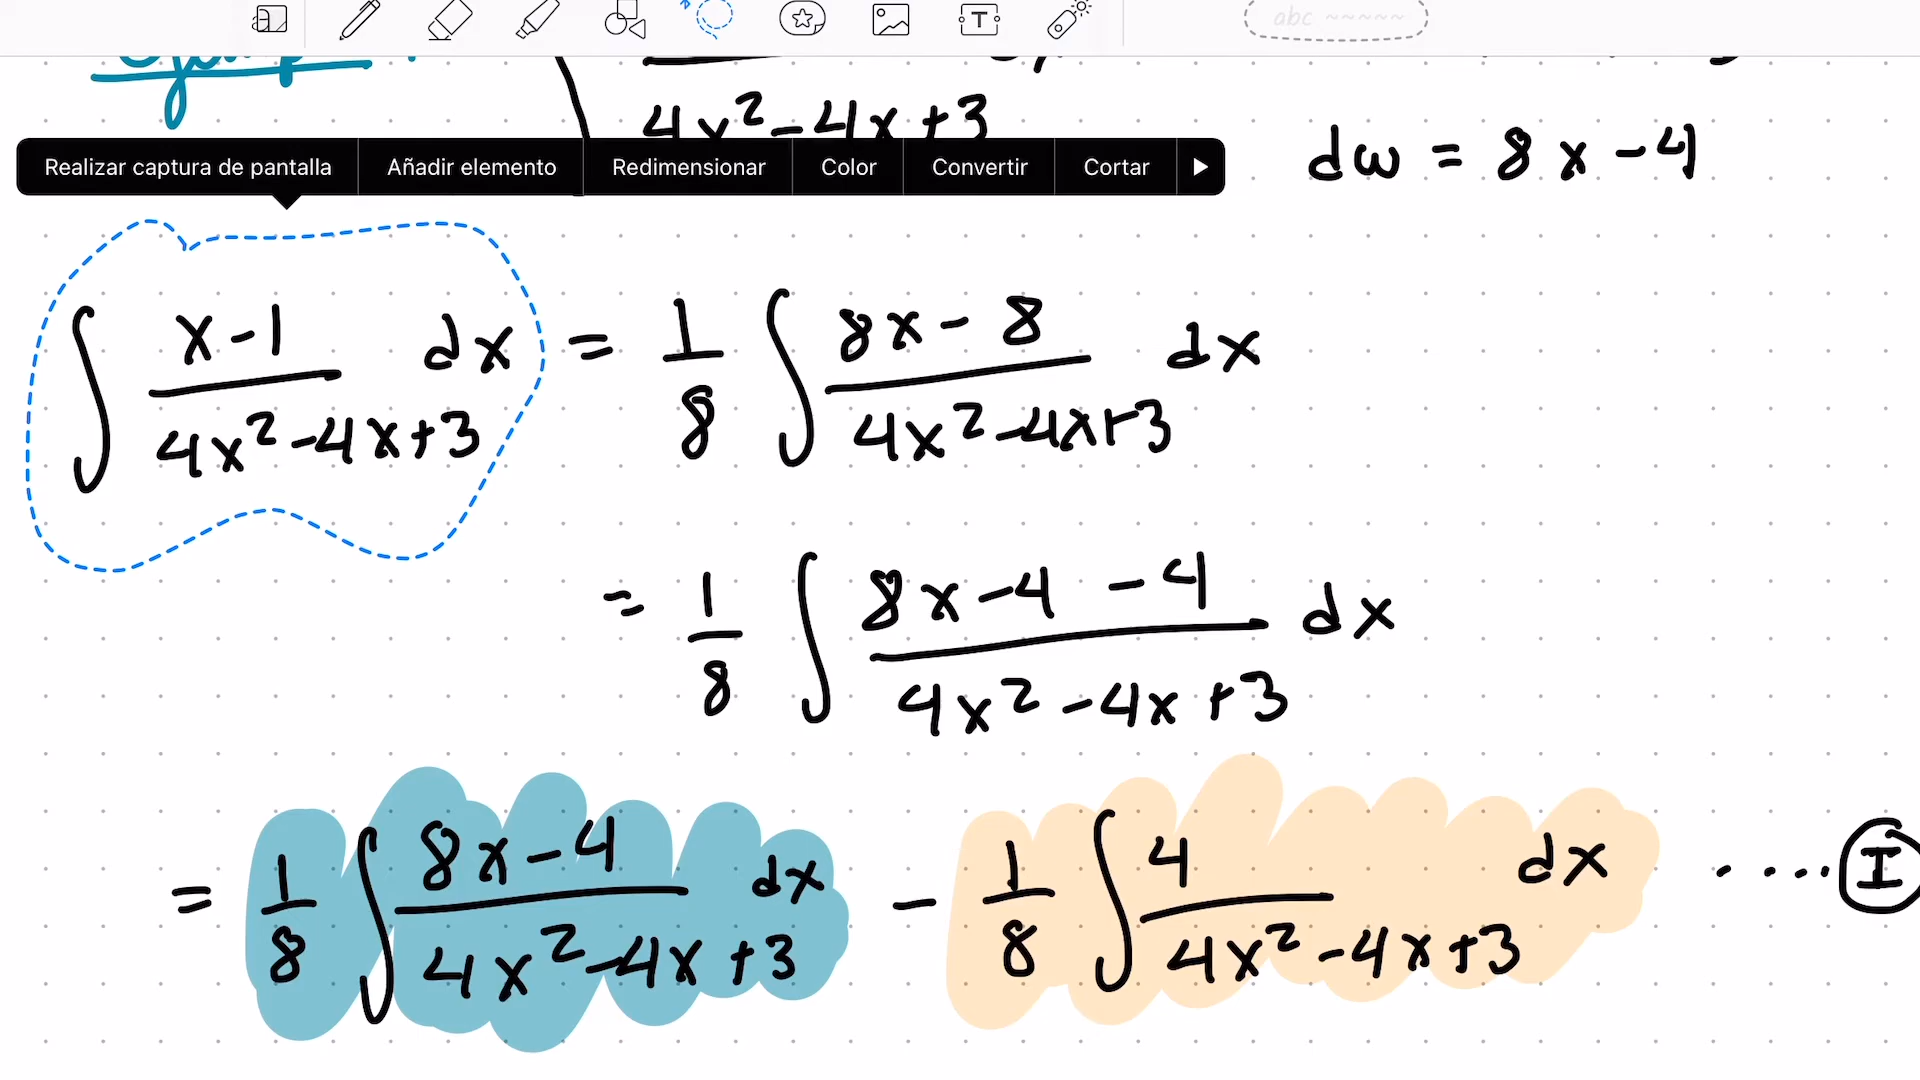 abc ~~~~~
4x² - 4x + 3
Realizar captura de pantalla Añadir elemento Redimensionar Color Convertir Cortar ▶
dω = 8x - 4
∫ (x - 1)/(4x² - 4x + 3) dx = 1/8 ∫ (8x - 8)/(4x² - 4x + 3) dx
= 1/8 ∫ (8x - 4 - 4)/(4x² - 4x + 3) dx
= 1/8 ∫ (8x - 4)/(4x² - 4x + 3) dx - 1/8 ∫ 4/(4x² - 4x + 3) dx .... Ⓘ